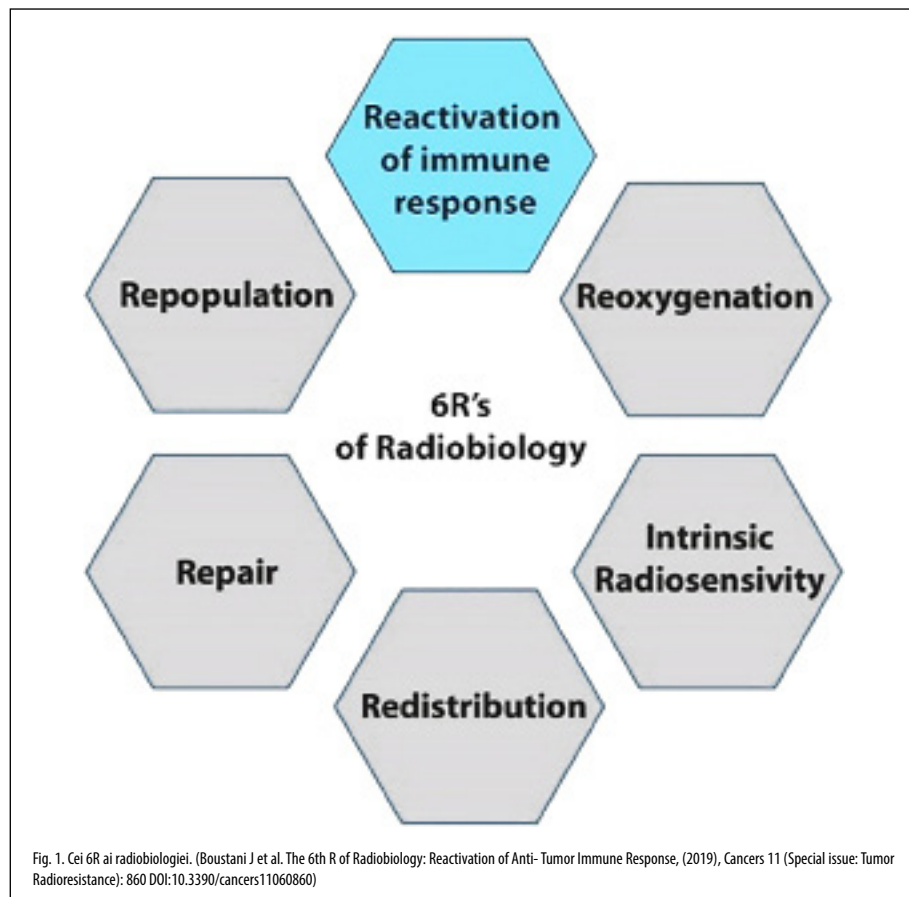 Reactivation
of immune
response
Repopulation
Reoxygenation
6R's
of Radiobiology
Repair
Intrinsic
Radiosensivity
Redistribution
Fig. 1. Cei 6R ai radiobiologiei. (Boustani J et al. The 6th R of Radiobiology: Reactivation of Anti- Tumor Immune Response, (2019), Cancers 11 (Special issue: Tumor
Radioresistance): 860 DOI:10.3390/cancers11060860)